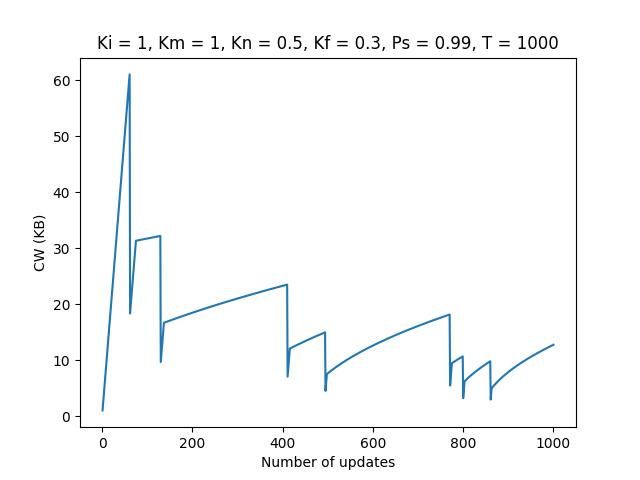 Ki = 1, Km = 1, Kn = 0.5, Kf = 0.3, Ps = 0.99, T = 1000
60
50
40
30
20
10
0
CW (KB)
0 200 400 600 800 1000
Number of updates